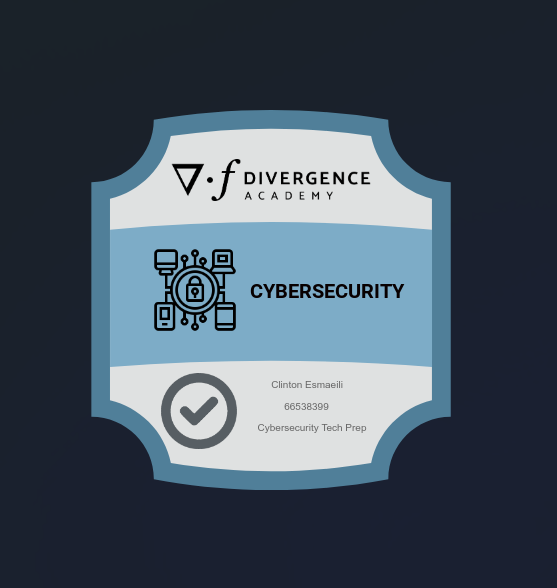 ∇·f DIVERGENCE
ACADEMY
CYBERSECURITY
Clinton Esmaeili
66538399
Cybersecurity Tech Prep